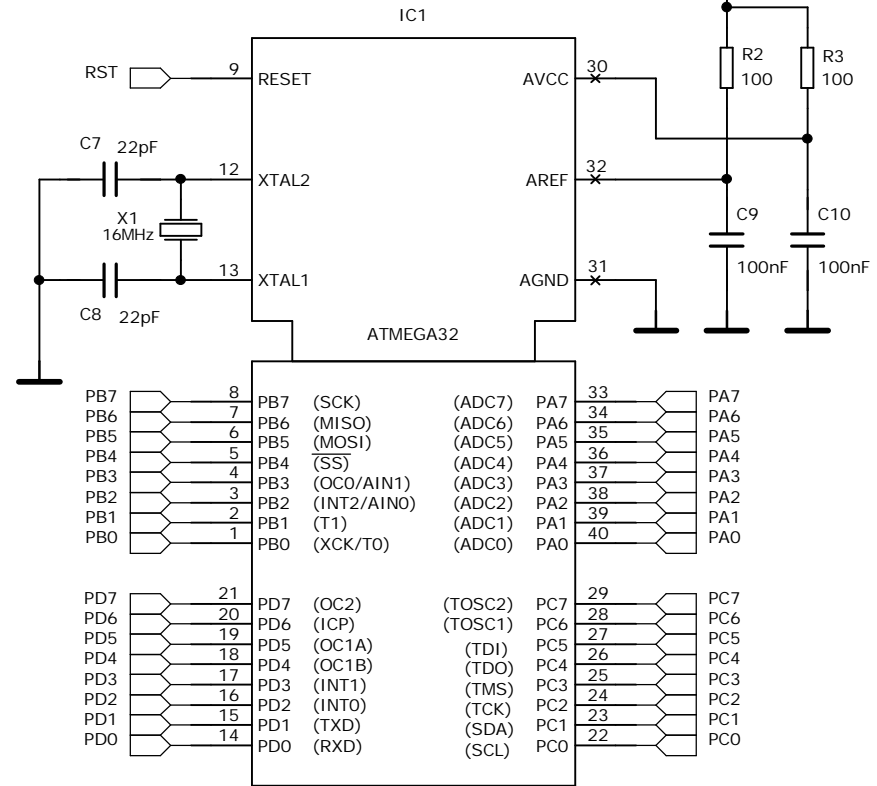 IC1
RST 9 RESET
AVCC 30
R2 100
R3 100
C7 22pF
12 XTAL2
AREF 32
X1 16MHz
C9 100nF
C10 100nF
13 XTAL1
AGND 31
C8 22pF
ATMEGA32
PB7 8 PB7 (SCK) (ADC7) PA7 33 PA7
PB6 7 PB6 (MISO) (ADC6) PA6 34 PA6
PB5 6 PB5 (MOSI) (ADC5) PA5 35 PA5
PB4 5 PB4 (SS) (ADC4) PA4 36 PA4
PB3 4 PB3 (OC0/AIN1) (ADC3) PA3 37 PA3
PB2 3 PB2 (INT2/AIN0) (ADC2) PA2 38 PA2
PB1 2 PB1 (T1) (ADC1) PA1 39 PA1
PB0 1 PB0 (XCK/T0) (ADC0) PA0 40 PA0
PD7 21 PD7 (OC2) (TOSC2) PC7 29 PC7
PD6 20 PD6 (ICP) (TOSC1) PC6 28 PC6
PD5 19 PD5 (OC1A) (TDI) PC5 27 PC5
PD4 18 PD4 (OC1B) (TDO) PC4 26 PC4
PD3 17 PD3 (INT1) (TMS) PC3 25 PC3
PD2 16 PD2 (INT0) (TCK) PC2 24 PC2
PD1 15 PD1 (TXD) (SDA) PC1 23 PC1
PD0 14 PD0 (RXD) (SCL) PC0 22 PC0